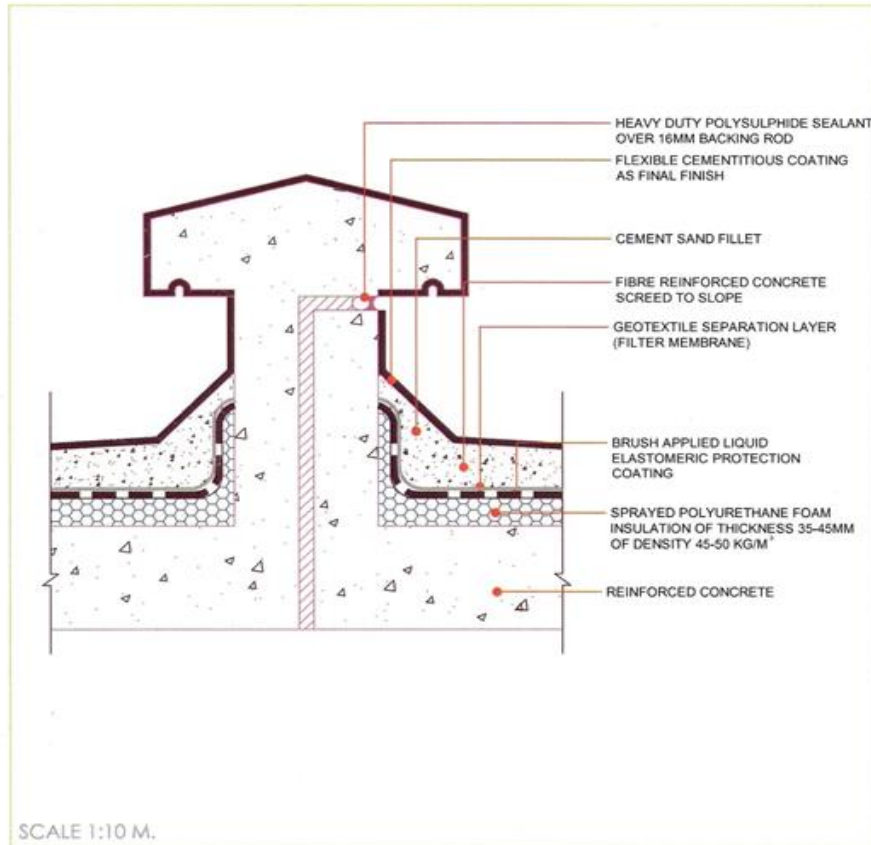 HEAVY DUTY POLYSULPHIDE SEALANT
OVER 16MM BACKING ROD
FLEXIBLE CEMENTITIOUS COATING
AS FINAL FINISH
CEMENT SAND FILLET
FIBRE REINFORCED CONCRETE
SCREED TO SLOPE
GEOTEXTILE SEPARATION LAYER
(FILTER MEMBRANE)
BRUSH APPLIED LIQUID
ELASTOMERIC PROTECTION
COATING
SPRAYED POLYURETHANE FOAM
INSULATION OF THICKNESS 35-45MM
OF DENSITY 45-50 KG/M³
REINFORCED CONCRETE
SCALE 1:10 M.